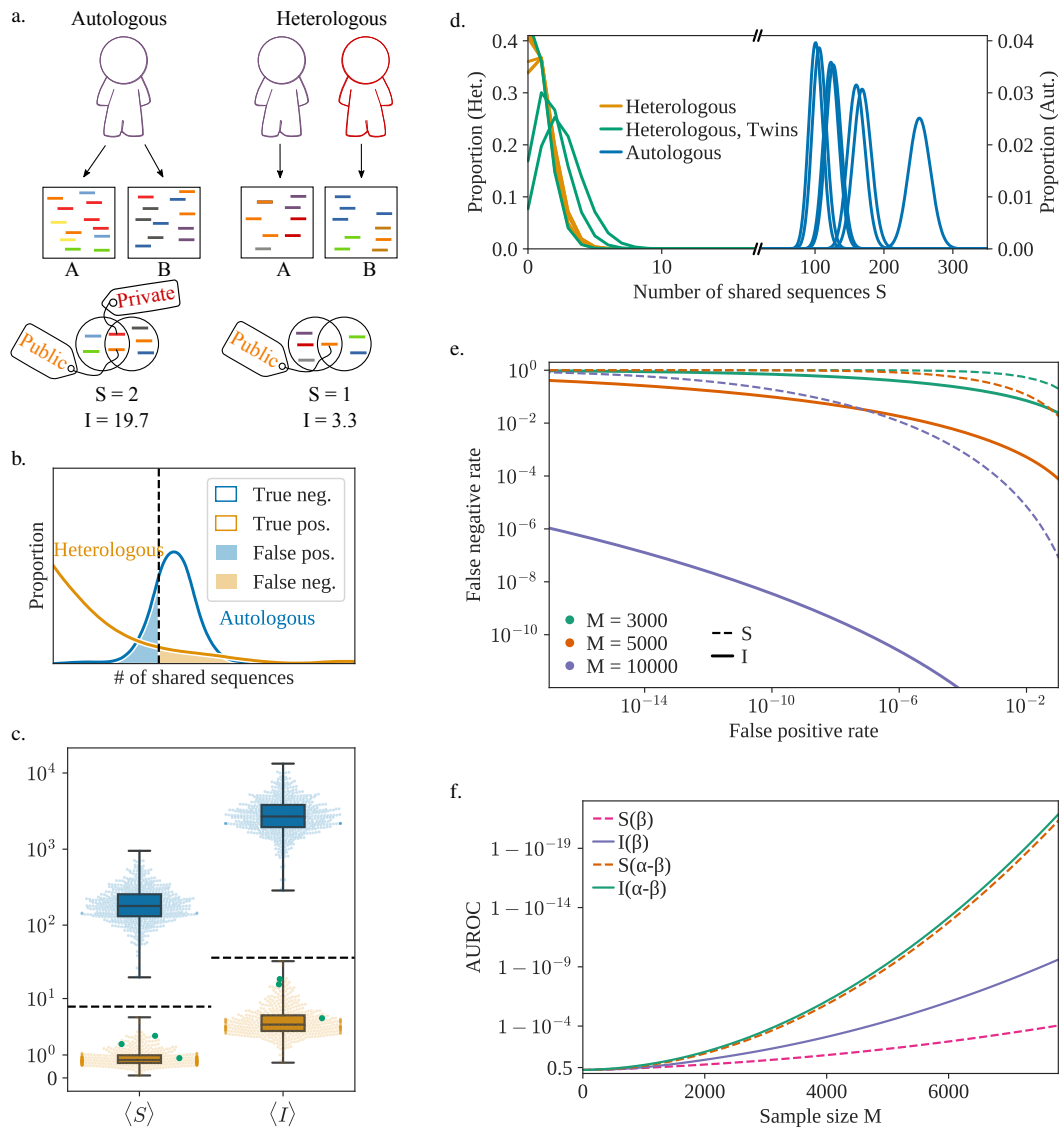 a.
Autologous
Heterologous
A
B
A
B
Private
Public
Public
S = 2
I = 19.7
S = 1
I = 3.3
b.
Proportion
Heterologous
Autologous
True neg.
True pos.
False pos.
False neg.
# of shared sequences
c.
10⁴
10³
10²
10¹
10⁰
0
⟨S⟩
⟨I⟩
d.
Proportion (Het.)
0.4
0.3
0.2
0.1
0.0
Heterologous
Heterologous, Twins
Autologous
0.04
0.03
0.02
0.01
0.00
Proportion (Aut.)
0
10
100
200
300
Number of shared sequences S
e.
False negative rate
10⁰
10⁻²
10⁻⁴
10⁻⁶
10⁻⁸
10⁻¹⁰
M = 3000
M = 5000
M = 10000
S
I
10⁻¹⁴
10⁻¹⁰
10⁻⁶
10⁻²
False positive rate
f.
AUROC
1 − 10⁻¹⁹
1 − 10⁻¹⁴
1 − 10⁻⁹
1 − 10⁻⁴
0.5
S(β)
I(β)
S(α-β)
I(α-β)
0
2000
4000
6000
Sample size M